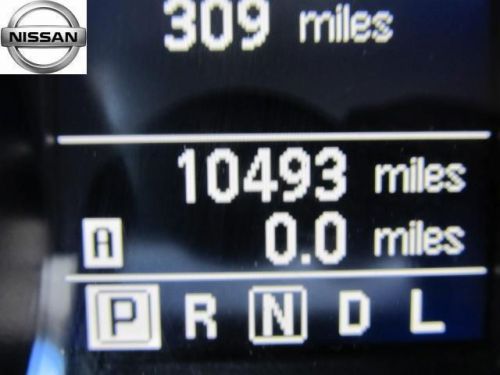 NISSAN
309 miles
10493 miles
A 0.0 miles
P R N D L